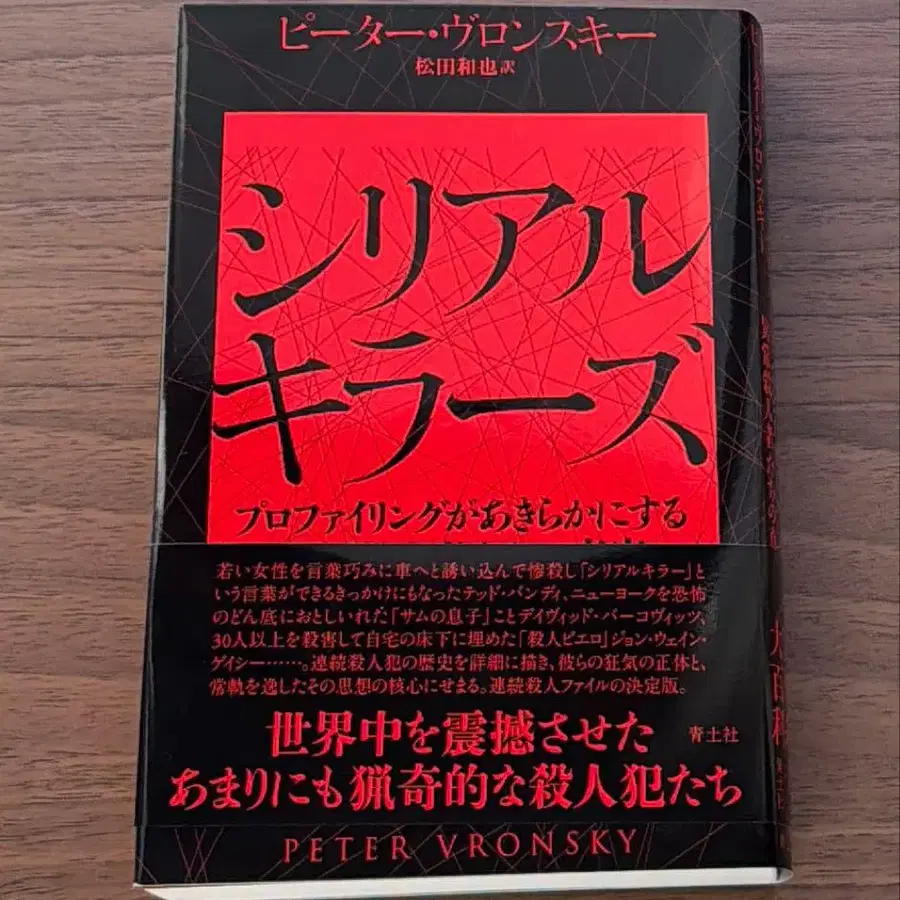 ピーター・ヴロンスキー
松田和也訳
シリアル
キラーズ
プロファイリングがあきらかにする
若い女性を言葉巧みに車へと誘い込んで惨殺し「シリアルキラー」と
いう言葉ができるきっかけにもなったテッド・バンディ、ニューヨークを恐怖
のどん底におとしいれた「サムの息子」ことデイヴィッド・バーコヴィッツ、
30人以上を殺害して自宅の床下に埋めた「殺人ピエロ」ジョン・ウェイン・
ゲイシー……。連続殺人犯の歴史を詳細に描き、彼らの狂気の正体と、
常軌を逸したその思想の核心にせまる。連続殺人ファイルの決定版。
世界中を震撼させた
青土社
あまりにも猟奇的な殺人犯たち
PETER VRONSKY